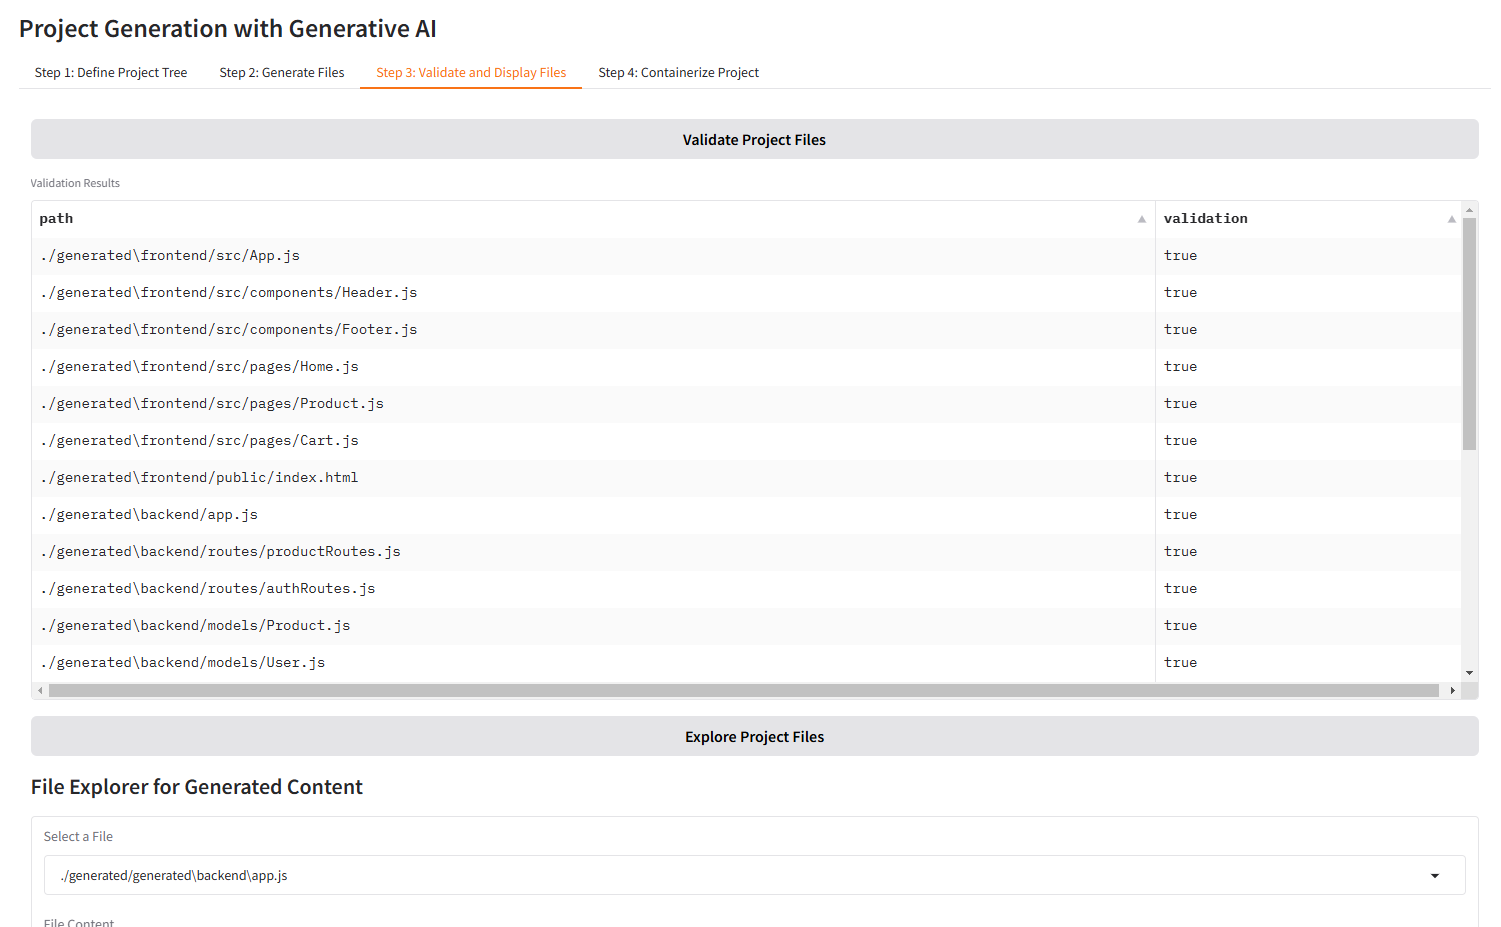 Project Generation with Generative AI
Step 1: Define Project Tree Step 2: Generate Files Step 3: Validate and Display Files Step 4: Containerize Project
Validate Project Files
Validation Results
path validation
./generated\frontend/src/App.js true
./generated\frontend/src/components/Header.js true
./generated\frontend/src/components/Footer.js true
./generated\frontend/src/pages/Home.js true
./generated\frontend/src/pages/Product.js true
./generated\frontend/src/pages/Cart.js true
./generated\frontend/public/index.html true
./generated\backend/app.js true
./generated\backend/routes/productRoutes.js true
./generated\backend/routes/authRoutes.js true
./generated\backend/models/Product.js true
./generated\backend/models/User.js true
Explore Project Files
File Explorer for Generated Content
Select a File
./generated/generated\backend\app.js
File Content